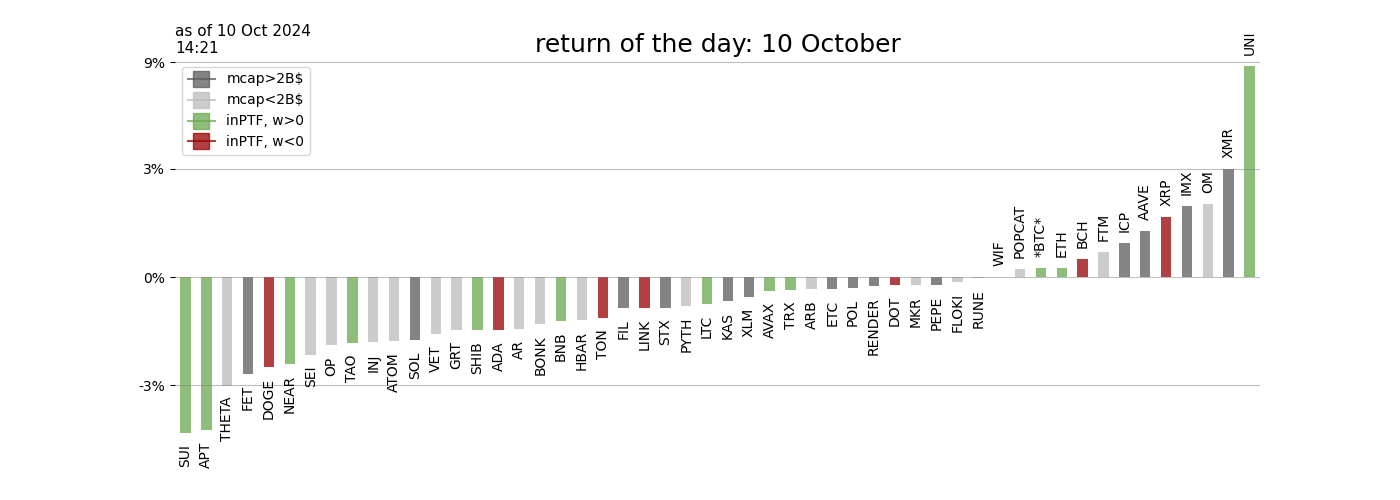 as of 10 Oct 2024
14:21
return of the day: 10 October
9%
3%
0%
-3%
mcap>2B$
mcap<2B$
inPTF, w>0
inPTF, w<0
SUI
APT
THETA
FET
DOGE
NEAR
SEI
OP
TAO
INJ
ATOM
SOL
VET
GRT
SHIB
ADA
AR
BONK
BNB
HBAR
TON
FIL
LINK
STX
PYTH
LTC
KAS
XLM
AVAX
TRX
ARB
ETC
POL
RENDER
DOT
MKR
PEPE
FLOKI
RUNE
WIF
POPCAT
*BTC*
ETH
BCH
FTM
ICP
AAVE
XRP
IMX
OM
XMR
UNI